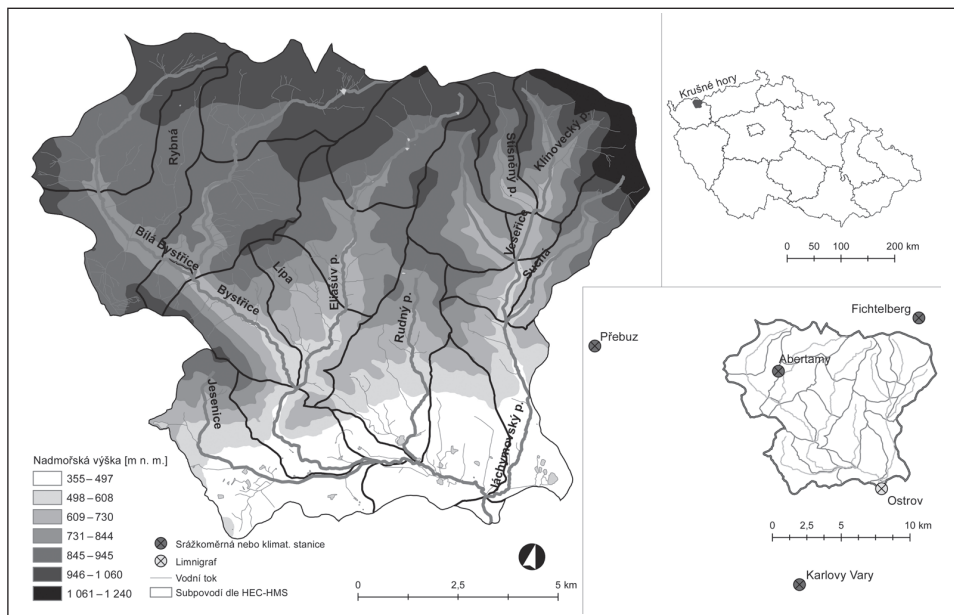 Rybná
Bílá Bystřice
Bystřice
Lípa
Eliášův p.
Rudný p.
Jesenice
Jáchymovský p.
Veseřice
Suchá
Klínovecký p.
Nadmořská výška [m n. m.]
355–497
498–608
609–730
731–844
845–945
946–1 060
1 061–1 240
Srážkoměrná nebo klimat. stanice
Limnigraf
Vodní tok
Subpovodí dle HEC-HMS
0 2,5 5 km
Krušné hory
0 50 100 200 km
Přebuz
Fichtelberg
Abertamy
Ostrov
0 2,5 5 10 km
Karlovy Vary